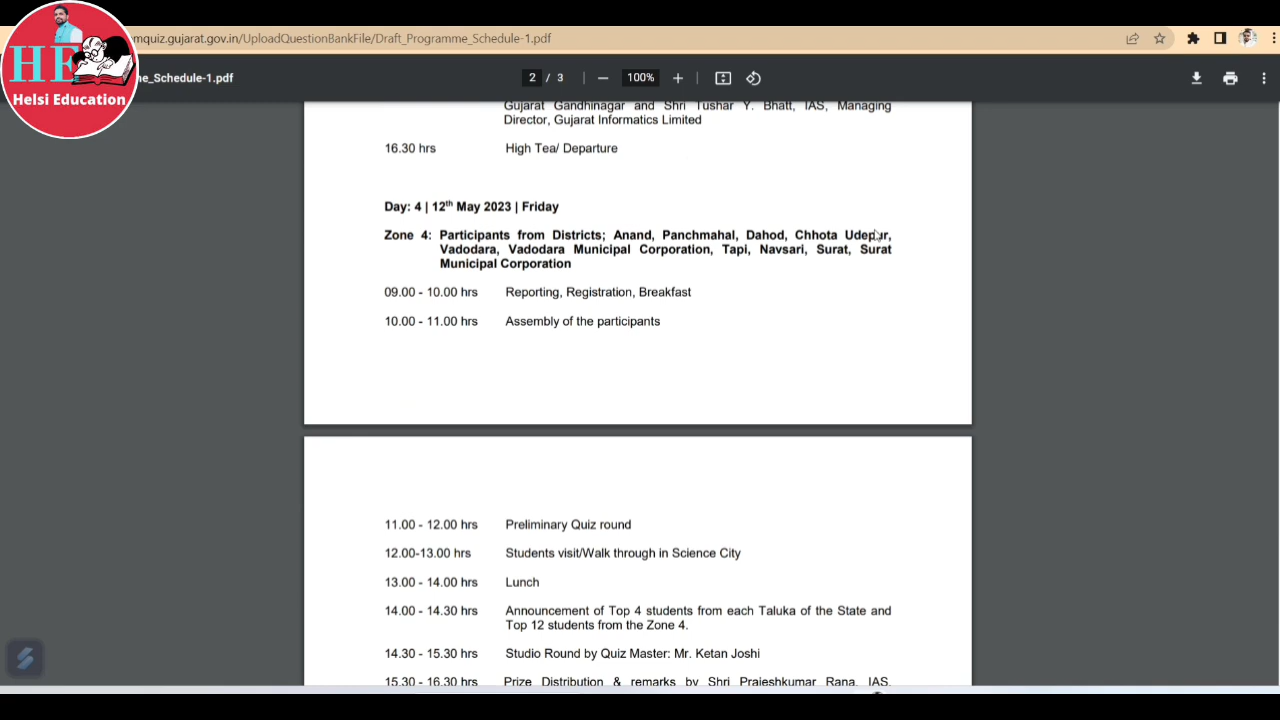 mquiz.gujarat.gov.in/UploadQuestionBankFile/Draft_Programme_Schedule-1.pdf
HE
Helsi Education
e_Schedule-1.pdf
2 / 3
100%
Gujarat Gandhinagar and Shri Tushar Y. Bhatt, IAS, Managing
Director, Gujarat Informatics Limited
16.30 hrs High Tea/ Departure
Day: 4 | 12th May 2023 | Friday
Zone 4: Participants from Districts; Anand, Panchmahal, Dahod, Chhota Udepur,
Vadodara, Vadodara Municipal Corporation, Tapi, Navsari, Surat, Surat
Municipal Corporation
09.00 - 10.00 hrs Reporting, Registration, Breakfast
10.00 - 11.00 hrs Assembly of the participants
11.00 - 12.00 hrs Preliminary Quiz round
12.00-13.00 hrs Students visit/Walk through in Science City
13.00 - 14.00 hrs Lunch
14.00 - 14.30 hrs Announcement of Top 4 students from each Taluka of the State and
Top 12 students from the Zone 4.
14.30 - 15.30 hrs Studio Round by Quiz Master: Mr. Ketan Joshi
15.30 - 16.30 hrs Prize Distribution & remarks by Shri Prajeshkumar Rana, IAS,